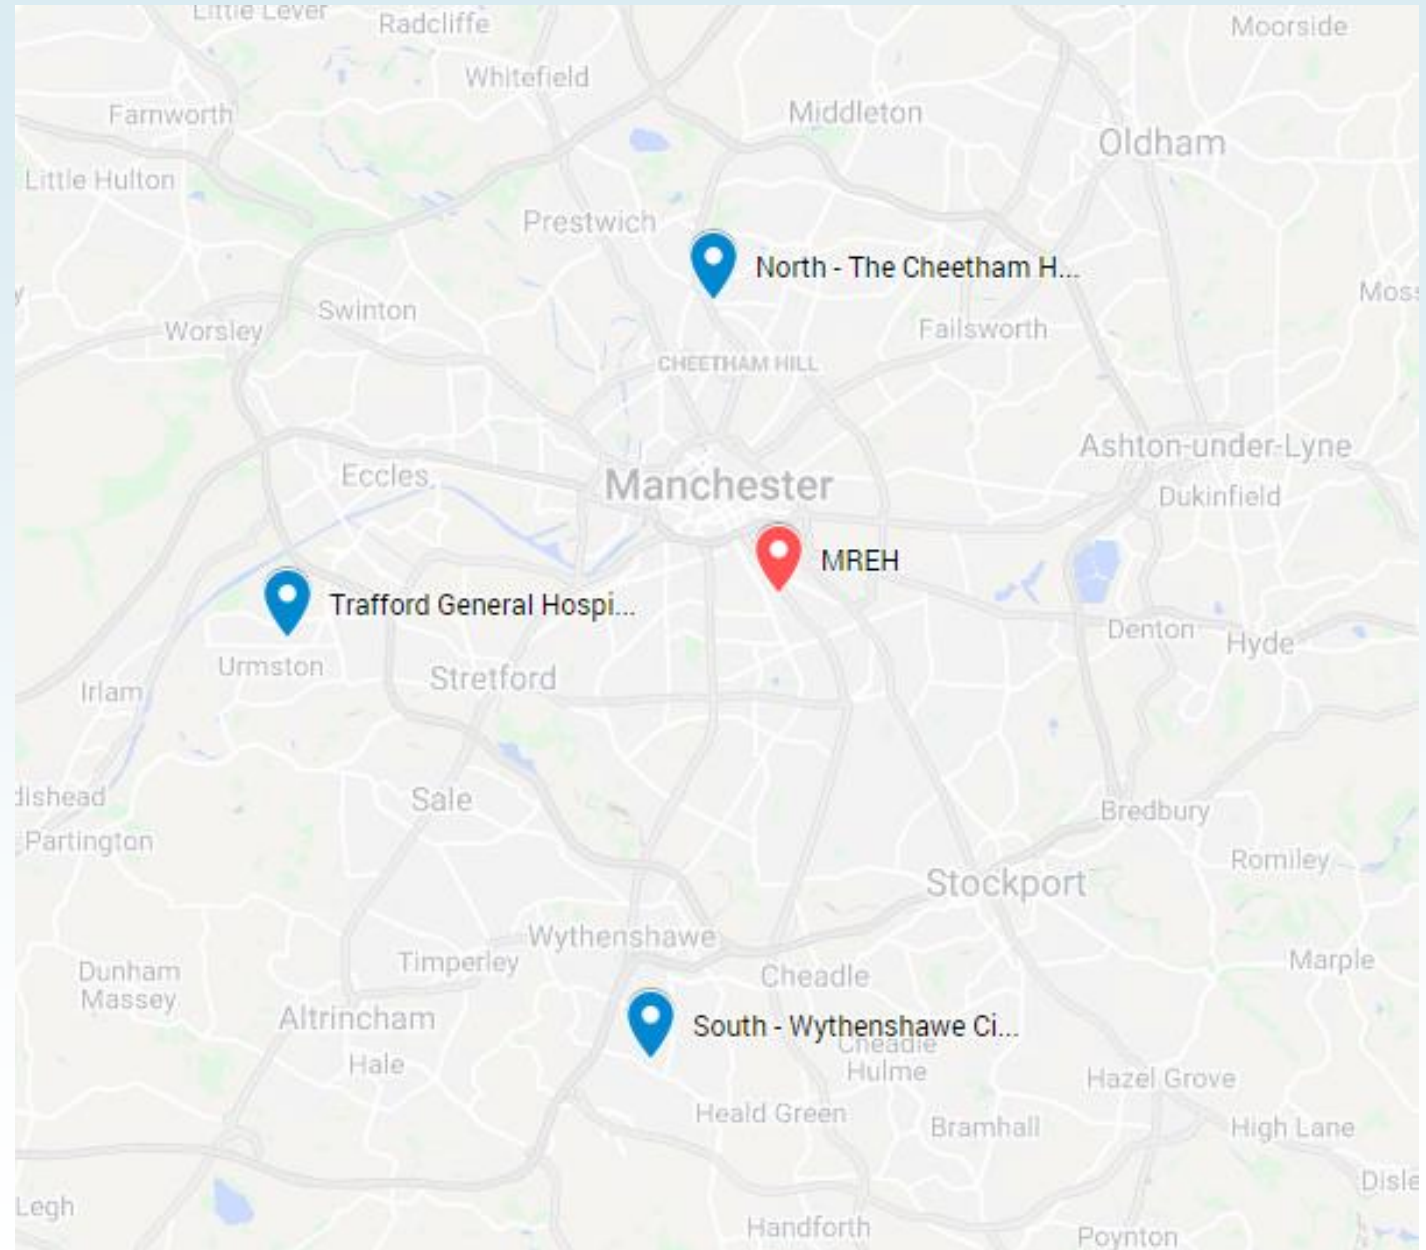 Little Lever
Radcliffe
Moorside
Whitefield
Farnworth
Middleton
Oldham
Little Hulton
Prestwich
North - The Cheetham H...
Swinton
Worsley
Failsworth
CHEETHAM HILL
Ashton-under-Lyne
Eccles
Manchester
Dukinfield
MREH
Trafford General Hospi...
Denton
Hyde
Urmston
Stretford
Irlam
Sale
dishead
Bredbury
Partington
Romiley
Stockport
Wythenshawe
Timperley
Cheadle
Marple
Dunham
Massey
Altrincham
South - Wythenshawe Ci...
Cheadle
Hulme
Hale
Hazel Grove
Heald Green
Bramhall
High Lane
Disle
Legh
Handforth
Poynton